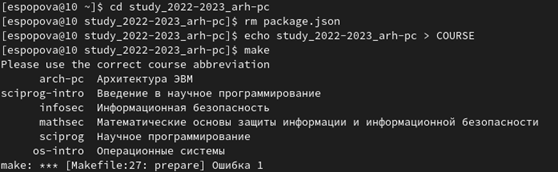 [espopova@10 ~]$ cd study_2022-2023_arh-pc
[espopova@10 study_2022-2023_arh-pc]$ rm package.json
[espopova@10 study_2022-2023_arh-pc]$ echo study_2022-2023_arh-pc > COURSE
[espopova@10 study_2022-2023_arh-pc]$ make
Please use the correct course abbreviation
arch-pc Архитектура ЭВМ
sciprog-intro Введение в научное программирование
infosec Информационная безопасность
mathsec Математические основы защиты информации и информационной безопасности
sciprog Научное программирование
os-intro Операционные системы
make: *** [Makefile:27: prepare] Ошибка 1